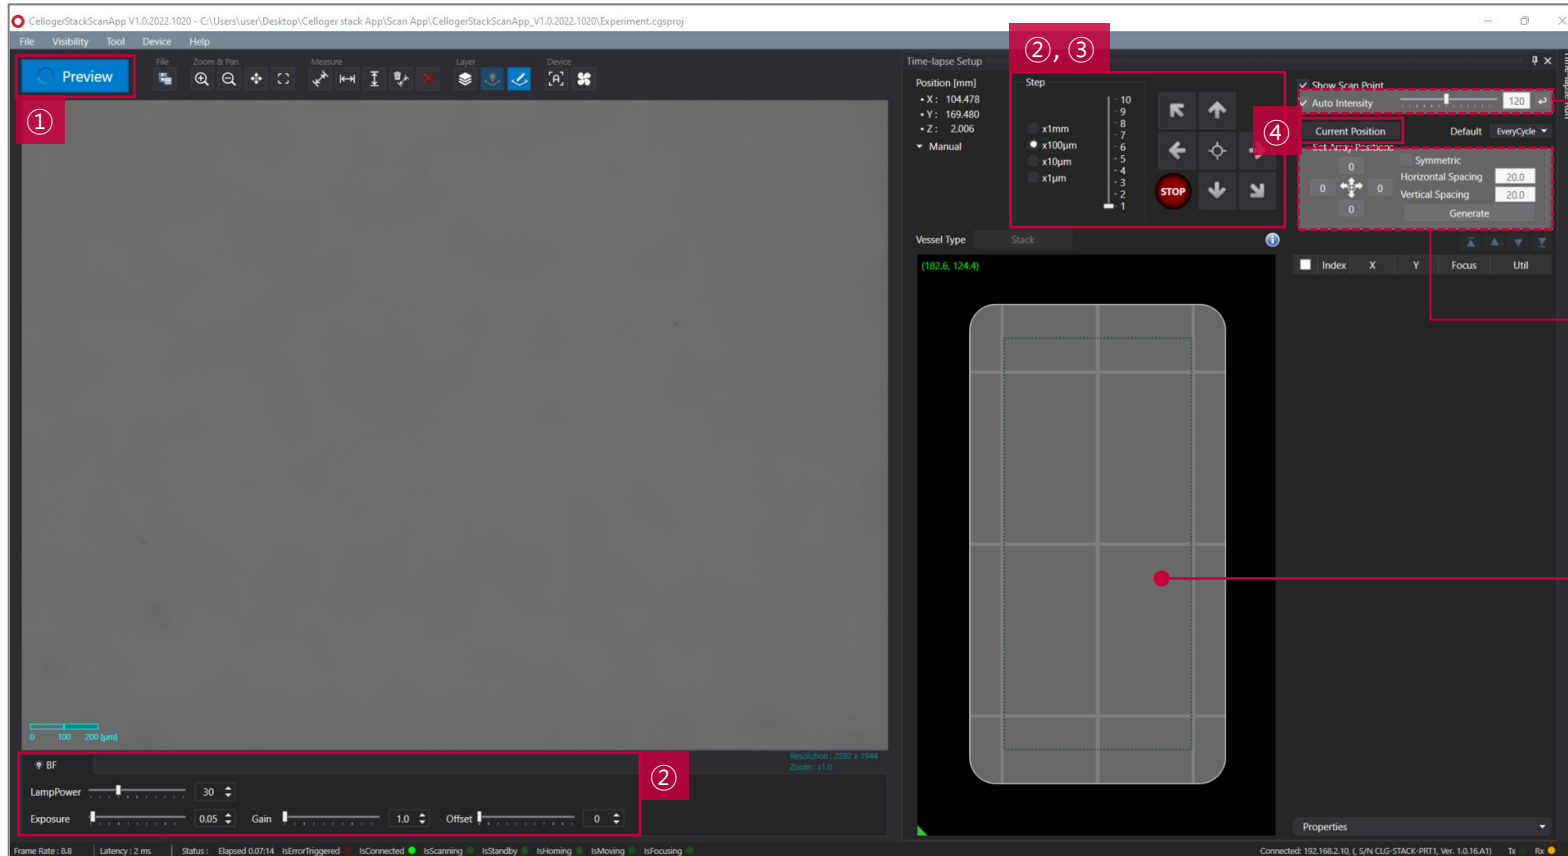 CellogerStackScanApp V1.0.2022.1020 - C:\Users\user\Desktop\Celloger stack App\Scan App\CellogerStackScanApp_V1.0.2022.1020\Experiment.cgsproj
File Visibility Tool Device Help
Preview
File
Zoom & Pan
Measure
Layer
Device
①
BF
LampPower 30
Exposure 0.05 Gain 1.0 Offset 0
②
0 100 200 [μm]
Resolution : 2592 x 1944
Zoom : x1.0
Time-lapse Setup
②, ③
Position [mm]
• X : 104.478
• Y : 169.480
• Z : 2.006
Manual
Step
x1mm
x100μm
x10μm
x1μm
10
9
8
7
6
5
4
3
2
1
STOP
Show Scan Point
Auto Intensity 120
④
Current Position Default EveryCycle
Set Array Positions
0
0 0
0
Symmetric
Horizontal Spacing 20.0
Vertical Spacing 20.0
Generate
Vessel Type Stack
(182.6, 124.4)
Index X Y Focus Util
Properties
Frame Rate : 8.8 Latency : 2 ms Status : Elapsed 0.07:14 IsErrorTriggered IsConnected IsScanning IsStandby IsHoming IsMoving IsFocusing
Connected: 192.168.2.10, (, S/N CLG-STACK-PRT1, Ver. 1.0.16.A1) Tx Rx